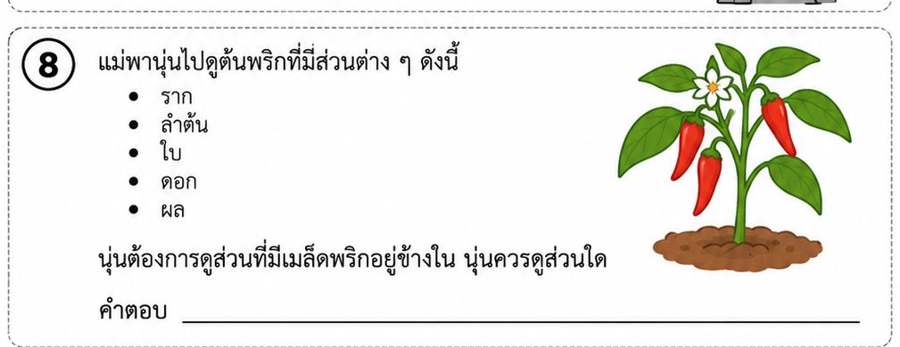 8
แม่พานุ่นไปดูต้นพริกที่มีส่วนต่าง ๆ ดังนี้
• ราก
• ลำต้น
• ใบ
• ดอก
• ผล
นุ่นต้องการดูส่วนที่มีเมล็ดพริกอยู่ข้างใน นุ่นควรดูส่วนใด
คำตอบ